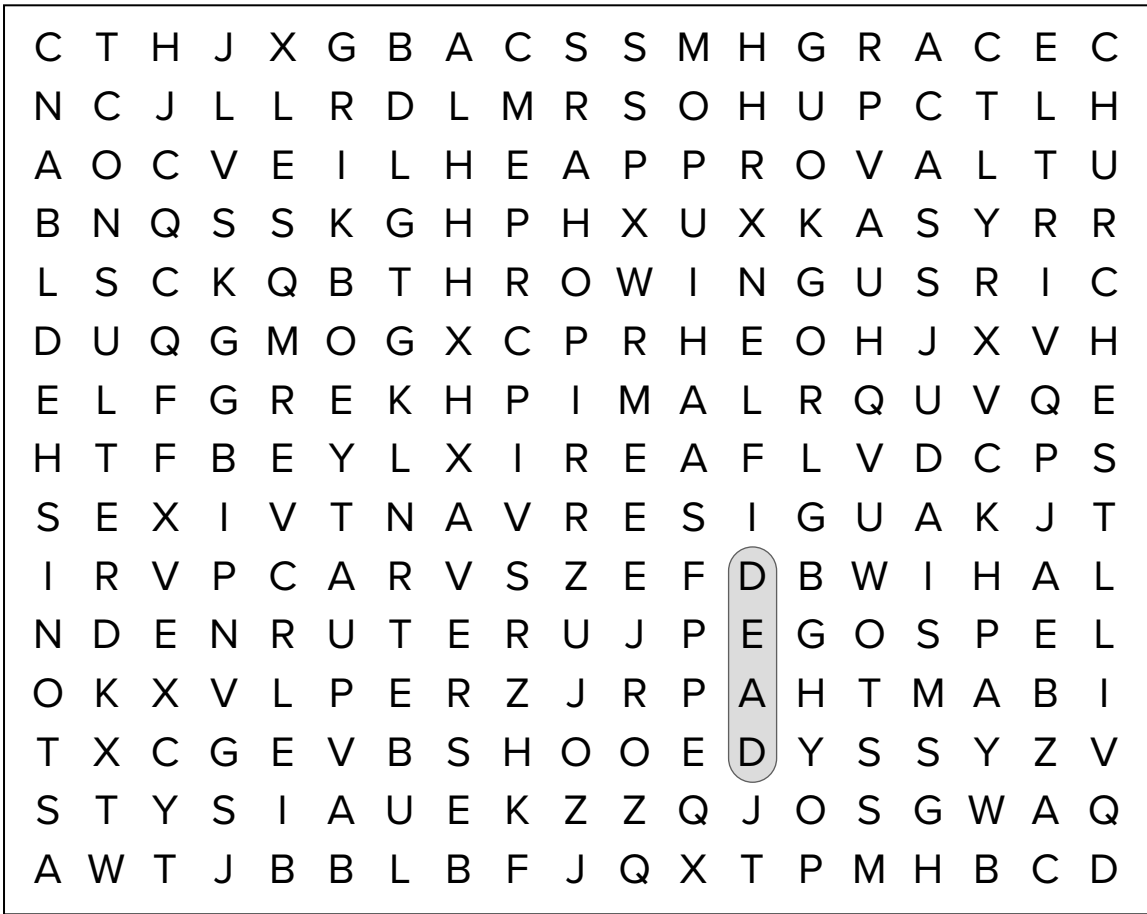 C T H J X G B A C S S M H G R A C E C
N C J L L R D L M R S O H U P C T L H
A O C V E I L H E A P P R O V A L T U
B N Q S S K G H P H X U X K A S Y R R
L S C K Q B T H R O W I N G U S R I C
D U Q G M O G X C P R H E O H J X V H
E L F G R E K H P I M A L R Q U V Q E
H T F B E Y L X I R E A F L V D C P S
S E X I V T N A V R E S I G U A K J T
I R V P C A R V S Z E F D B W I H A L
N D E N R U T E R U J P E G O S P E L
O K X V L P E R Z J R P A H T M A B I
T X C G E V B S H O O E D Y S S Y Z V
S T Y S I A U E K Z Z Q J O S G W A Q
A W T J B B L B F J Q X T P M H B C D